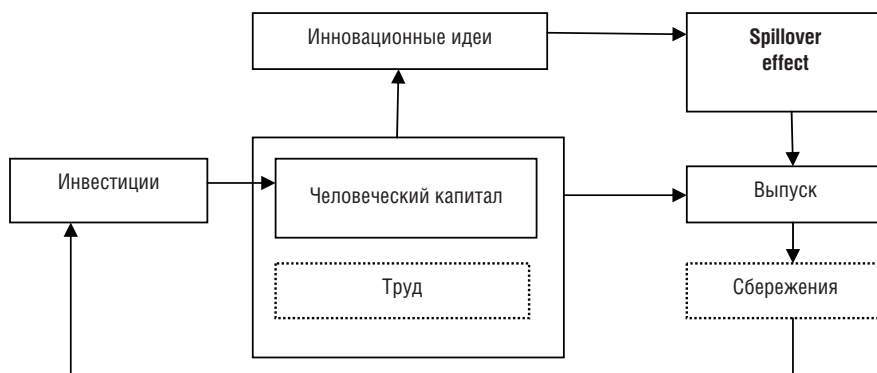 Инновационные идеи
Spillover
effect
Инвестиции
Человеческий капитал
Выпуск
Труд
Сбережения